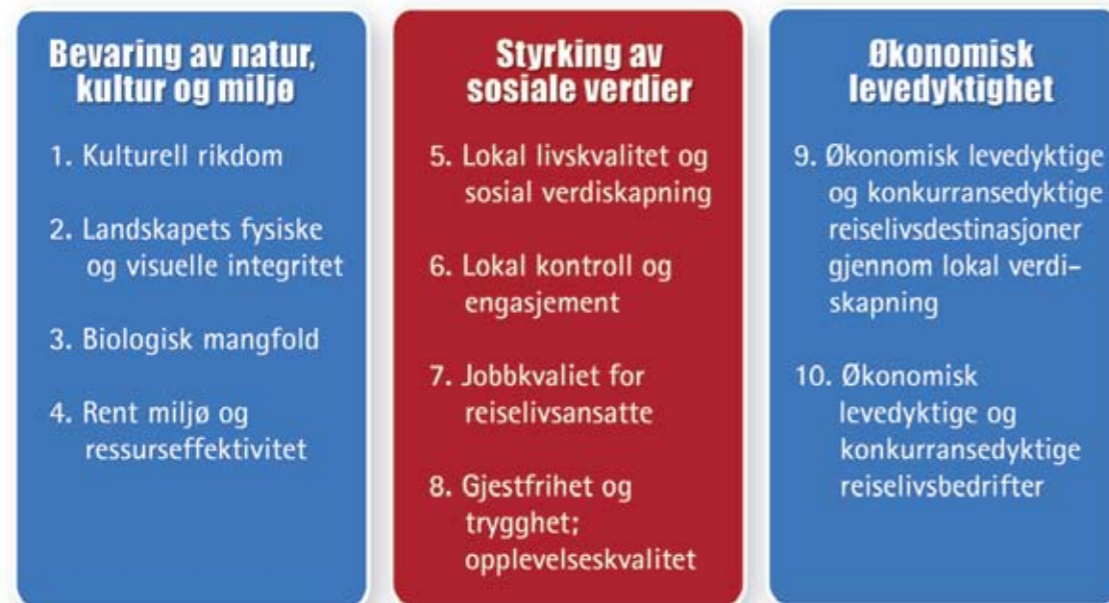 Bevaring av natur,
kultur og miljø
1. Kulturell rikdom
2. Landskapets fysiske
og visuelle integritet
3. Biologisk mangfold
4. Rent miljø og
ressurseffektivitet
Styrking av
sosiale verdier
5. Lokal livskvalitet og
sosial verdiskapning
6. Lokal kontroll og
engasjement
7. Jobbkvaliet for
reiselivsansatte
8. Gjestfrihet og
trygghet;
opplevelseskvalitet
Økonomisk
levedyktighet
9. Økonomisk levedyktige
og konkurransedyktige
reiselivsdestinasjoner
gjennom lokal verdi-
skapning
10. Økonomisk
levedyktige og
konkurransedyktige
reiselivsbedrifter